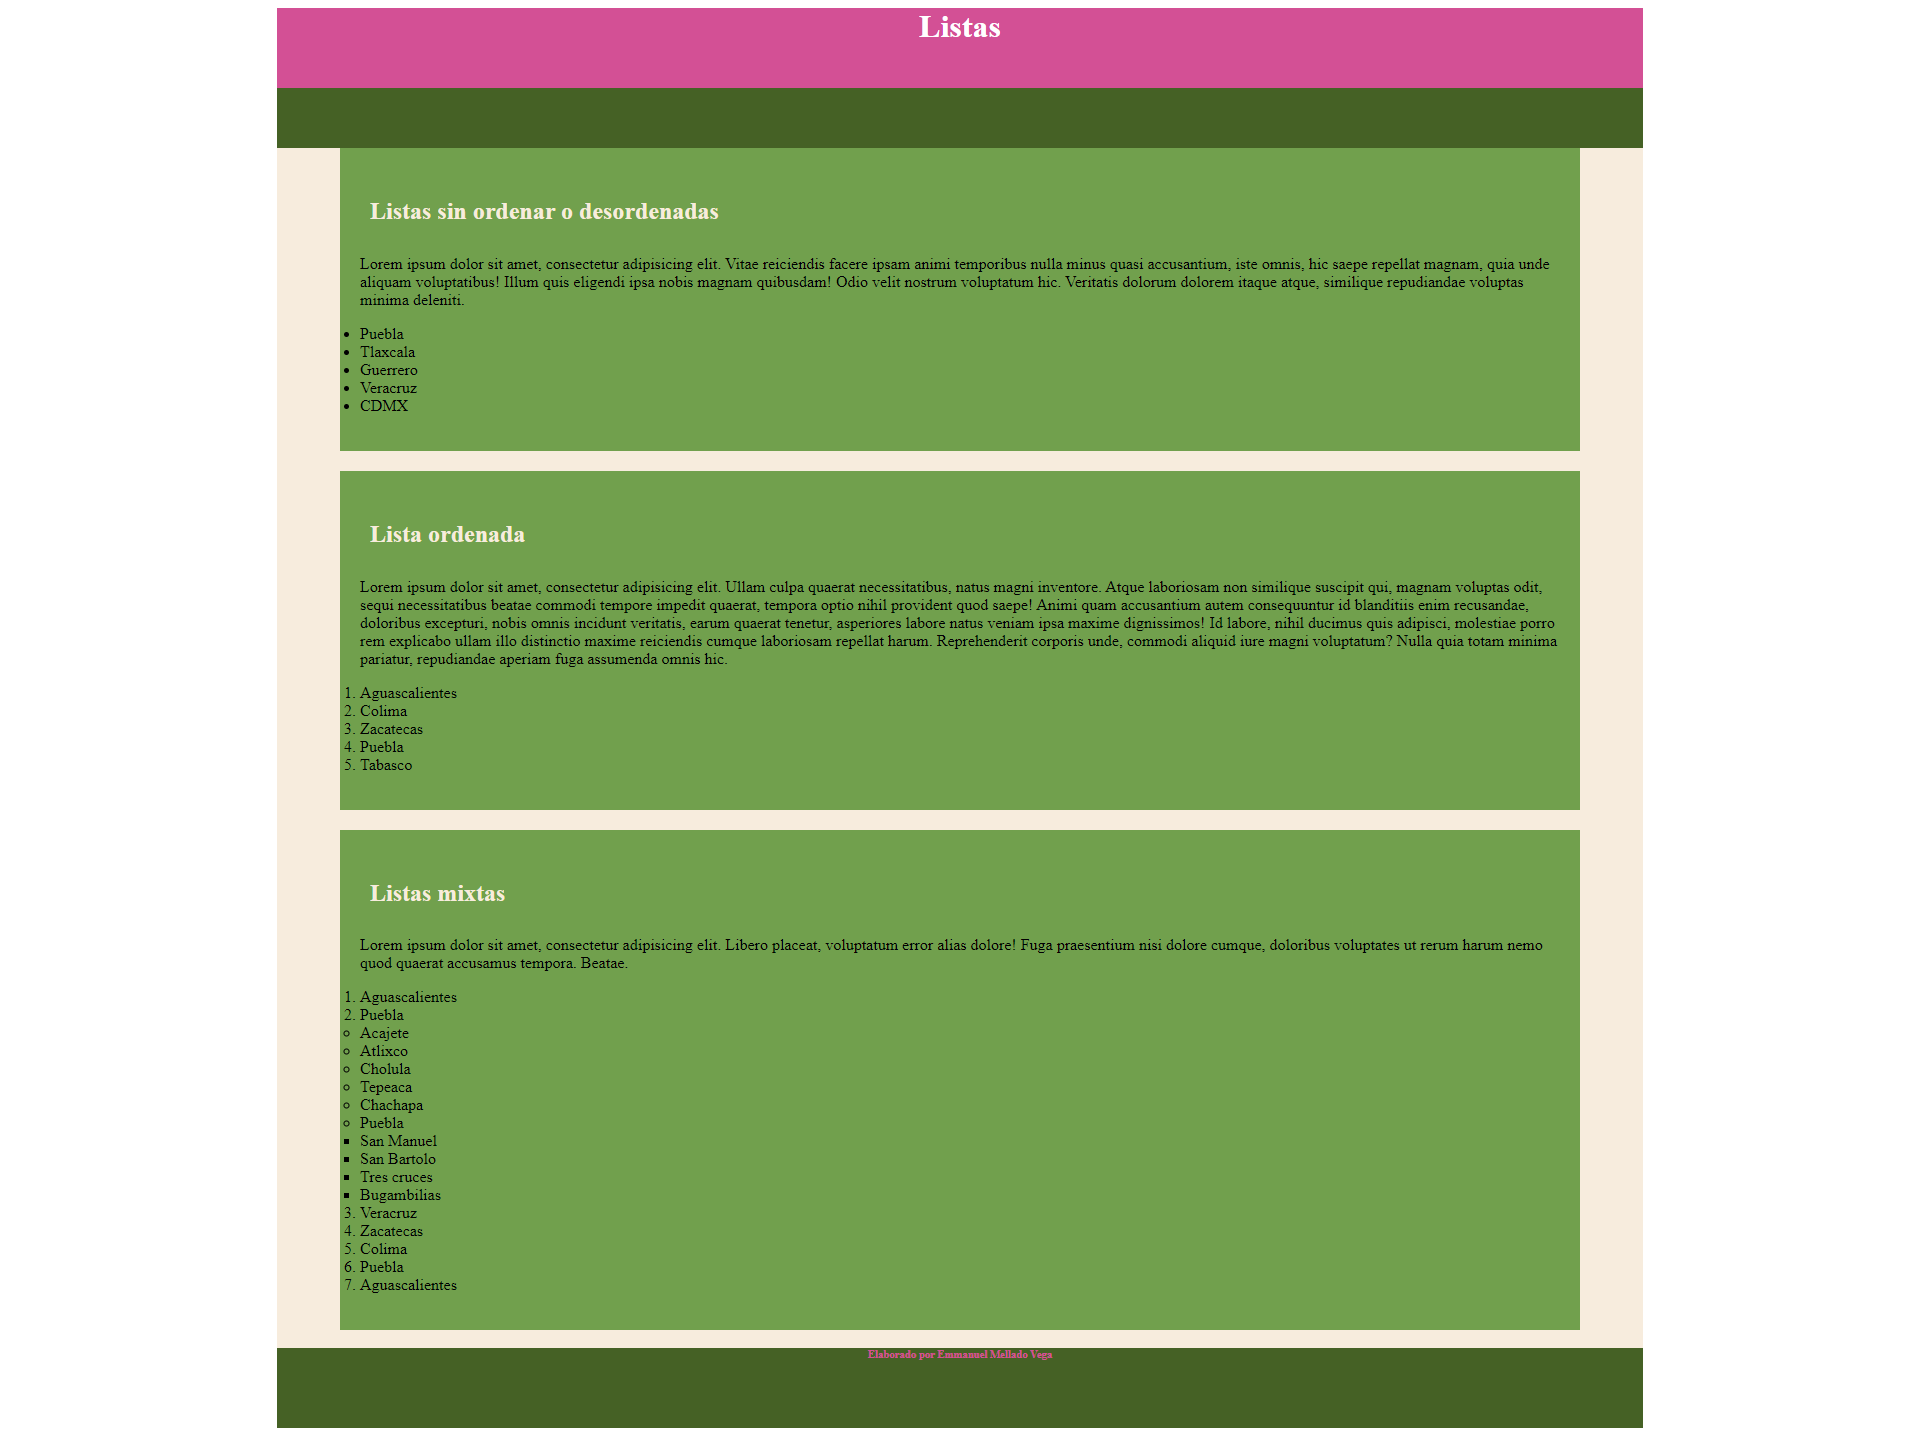 Listas
Listas sin ordenar o desordenadas
Lorem ipsum dolor sit amet, consectetur adipisicing elit. Vitae reiciendis facere ipsam animi temporibus nulla minus quasi accusantium, iste omnis, hic saepe repellat magnam, quia unde
aliquam voluptatibus! Illum quis eligendi ipsa nobis magnam quibusdam! Odio velit nostrum voluptatum hic. Veritatis dolorum dolorem itaque atque, similique repudiandae voluptas
minima deleniti.
• Puebla
• Tlaxcala
• Guerrero
• Veracruz
• CDMX
Lista ordenada
Lorem ipsum dolor sit amet, consectetur adipisicing elit. Ullam culpa quaerat necessitatibus, natus magni inventore. Atque laboriosam non similique suscipit qui, magnam voluptas odit,
sequi necessitatibus beatae commodi tempore impedit quaerat, tempora optio nihil provident quod saepe! Animi quam accusantium autem consequuntur id blanditiis enim recusandae,
doloribus excepturi, nobis omnis incidunt veritatis, earum quaerat tenetur, asperiores labore natus veniam ipsa maxime dignissimos! Id labore, nihil ducimus quis adipisci, molestiae porro
rem explicabo ullam illo distinctio maxime reiciendis cumque laboriosam repellat harum. Reprehenderit corporis unde, commodi aliquid iure magni voluptatum? Nulla quia totam minima
pariatur, repudiandae aperiam fuga assumenda omnis hic.
1. Aguascalientes
2. Colima
3. Zacatecas
4. Puebla
5. Tabasco
Listas mixtas
Lorem ipsum dolor sit amet, consectetur adipisicing elit. Libero placeat, voluptatum error alias dolore! Fuga praesentium nisi dolore cumque, doloribus voluptates ut rerum harum nemo
quod quaerat accusamus tempora. Beatae.
1. Aguascalientes
2. Puebla
◦ Acajete
◦ Atlixco
◦ Cholula
◦ Tepeaca
◦ Chachapa
◦ Puebla
▪ San Manuel
▪ San Bartolo
▪ Tres cruces
▪ Bugambilias
3. Veracruz
4. Zacatecas
5. Colima
6. Puebla
7. Aguascalientes
Elaborado por Emmanuel Mellado Vega